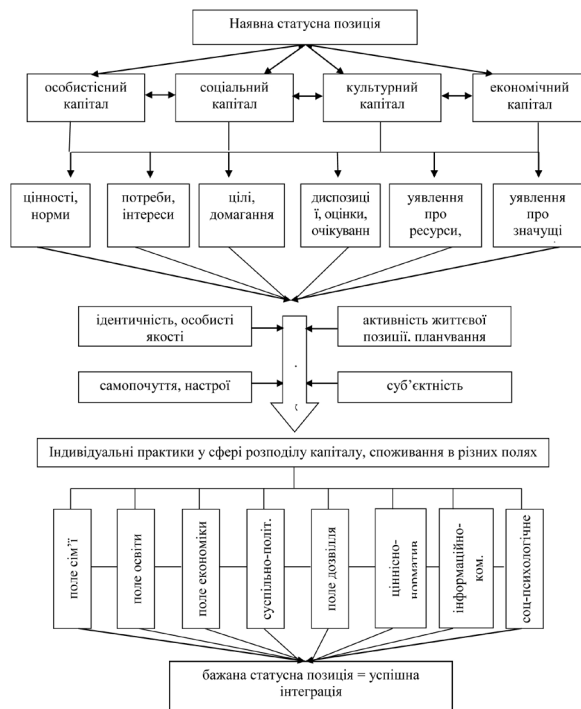 Наявна статусна позиція
особистісний
капітал
соціальний
капітал
культурний
капітал
економічний
капітал
цінності,
норми
потреби,
інтереси
цілі,
домагання
диспозиці
ї, оцінки,
очікуванн
уявлення
про
ресурси,
уявлення
про
значущі
ідентичність, особисті
якості
активність життєвої
позиції, планування
самопочуття, настрої
суб’єктність
Індивідуальні практики у сфері розподілу капіталу, споживання в різних полях
поле сім’ї
поле освіти
поле економіки
суспільно-політ.
поле дозвілля
ціннісно-
норматив
інформаційно-
ком.
соц-психологічне
бажана статусна позиція = успішна
інтеграція